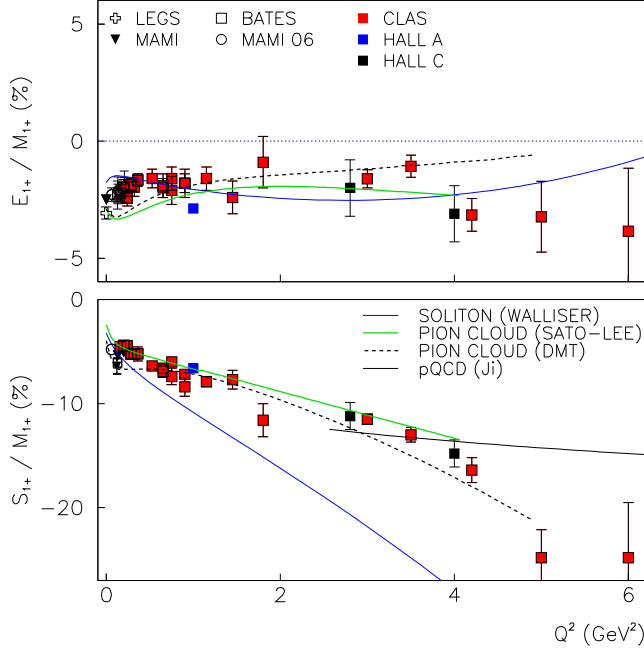 5
0
−5
E₁₊ / M₁₊ (%)
LEGS BATES CLAS
MAMI MAMI 06 HALL A
HALL C
0
−10
−20
S₁₊ / M₁₊ (%)
SOLITON (WALLISER)
PION CLOUD (SATO−LEE)
PION CLOUD (DMT)
pQCD (Ji)
0 2 4 6
Q² (GeV²)